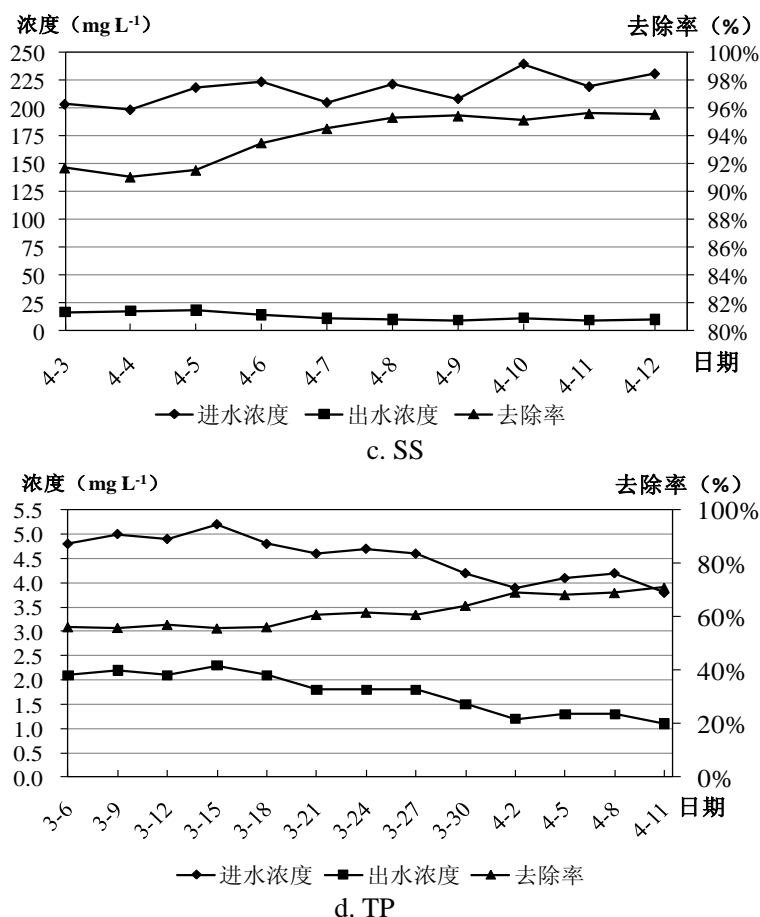 浓度（mg L-1） 去除率（%）
250 100%
225 98%
200 96%
175 94%
150 92%
125 90%
100 88%
75 86%
50 84%
25 82%
0 80%
4-3 4-4 4-5 4-6 4-7 4-8 4-9 4-10 4-11 4-12 日期
进水浓度 出水浓度 去除率
c. SS
浓度（mg L-1） 去除率（%）
5.5 100%
5.0
4.5 80%
4.0
3.5 60%
3.0
2.5
2.0 40%
1.5
1.0 20%
0.5
0.0 0%
3-6 3-9 3-12 3-15 3-18 3-21 3-24 3-27 3-30 4-2 4-5 4-8 4-11 日期
进水浓度 出水浓度 去除率
d. TP